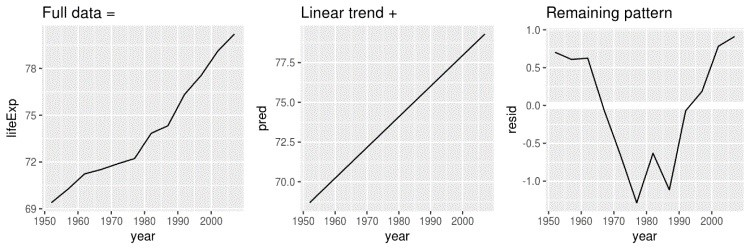 Full data =
Linear trend +
Remaining pattern
lifeExp
78
75
72
69
1950 1960 1970 1980 1990 2000
year
pred
77.5
75.0
72.5
70.0
1950 1960 1970 1980 1990 2000
year
resid
1.0
0.5
0.0
-0.5
-1.0
1950 1960 1970 1980 1990 2000
year